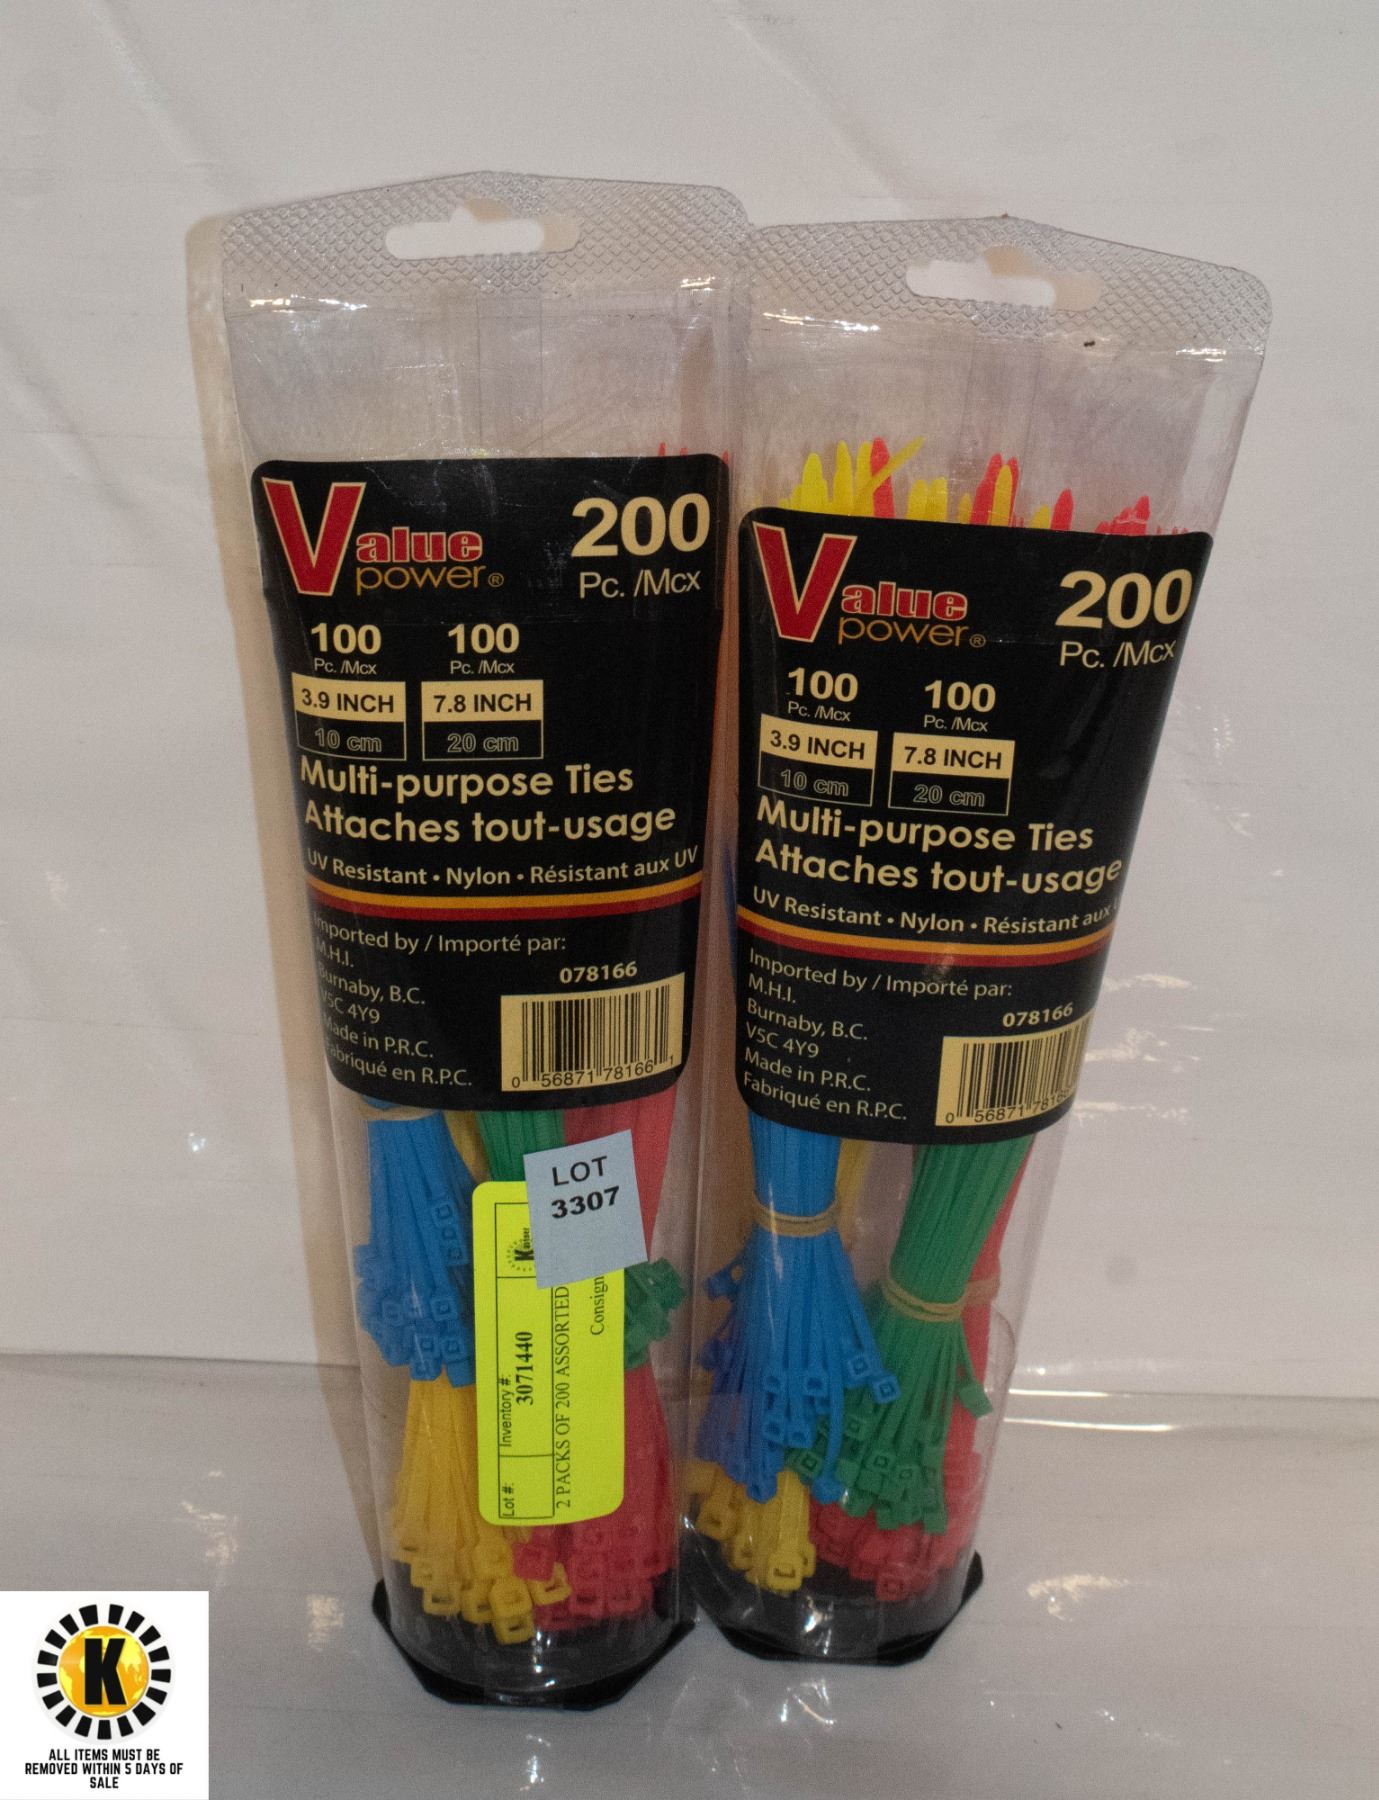 Value
power®
200
Pc. /Mcx
100 100
Pc. /Mcx Pc. /Mcx
3.9 INCH 7.8 INCH
10 cm 20 cm
Multi-purpose Ties
Attaches tout-usage
UV Resistant • Nylon • Résistant aux UV
Imported by / Importé par:
M.H.I.
Burnaby, B.C.
V5C 4Y9
Made in P.R.C.
Fabriqué en R.P.C.
078166
0 56871 78166 1
LOT
3307
Lot #: Inventory #:
3071440
2 PACKS OF 200 ASSORTED
Consign
Value
power®
200
Pc. /Mcx
100 100
Pc. /Mcx Pc. /Mcx
3.9 INCH 7.8 INCH
10 cm 20 cm
Multi-purpose Ties
Attaches tout-usage
UV Resistant • Nylon • Résistant aux
Imported by / Importé par:
M.H.I.
Burnaby, B.C.
V5C 4Y9
Made in P.R.C.
Fabriqué en R.P.C.
078166
0 56871 7816
K
ALL ITEMS MUST BE
REMOVED WITHIN 5 DAYS OF
SALE